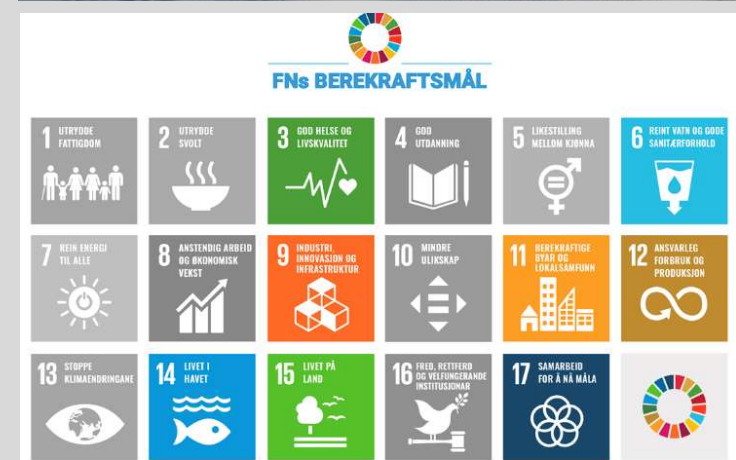 FNs BEREKRAFTSMÅL
1 UTRYDDE
FATTIGDOM
2 UTRYDDE
SVOLT
3 GOD HELSE OG
LIVSKVALITET
4 GOD
UTDANNING
5 LIKESTILLING
MELLOM KJØNNA
6 REINT VATN OG GODE
SANITÆRFORHOLD
7 REIN ENERGI
TIL ALLE
8 ANSTENDIG ARBEID
OG ØKONOMISK
VEKST
9 INDUSTRI,
INNOVASJON OG
INFRASTRUKTUR
10 MINDRE
ULIKSKAP
11 BEREKRAFTIGE
BYAR OG
LOKALSAMFUNN
12 ANSVARLEG
FORBRUK OG
PRODUKSJON
13 STOPPE
KLIMAENDRINGANE
14 LIVET I
HAVET
15 LIVET PÅ
LAND
16 FRED, RETTFERD
OG VELFUNGERANDE
INSTITUSJONAR
17 SAMARBEID
FOR Å NÅ MÅLA